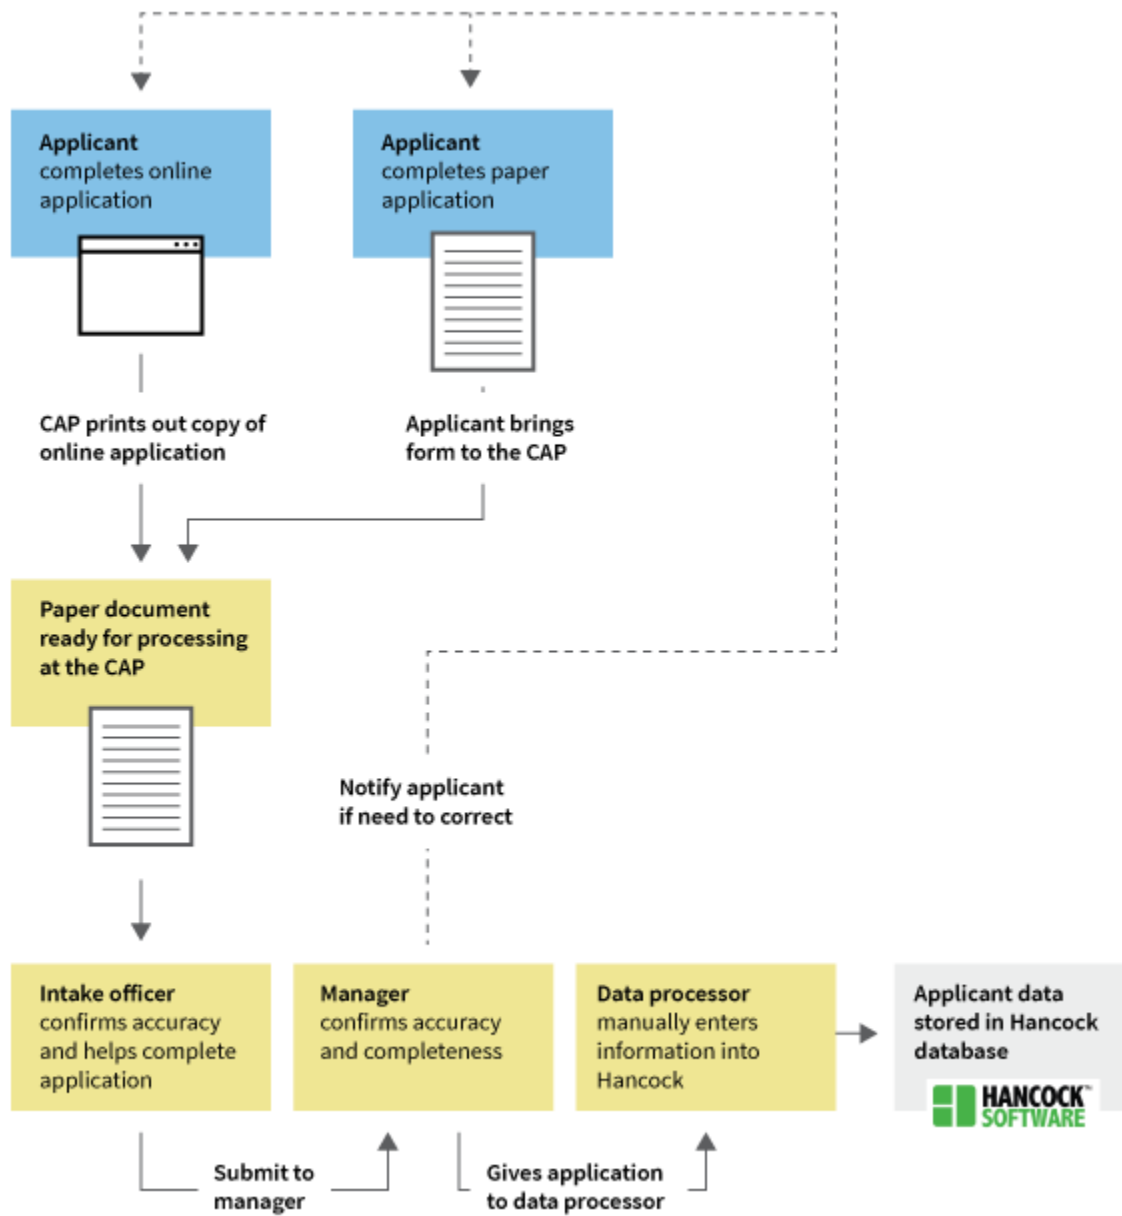 Applicant
completes online
application
Applicant
completes paper
application
CAP prints out copy of
online application
Applicant brings
form to the CAP
Paper document
ready for processing
at the CAP
Notify applicant
if need to correct
Intake officer
confirms accuracy
and helps complete
application
Manager
confirms accuracy
and completeness
Data processor
manually enters
information into
Hancock
Applicant data
stored in Hancock
database
HANCOCK™
SOFTWARE
Submit to
manager
Gives application
to data processor